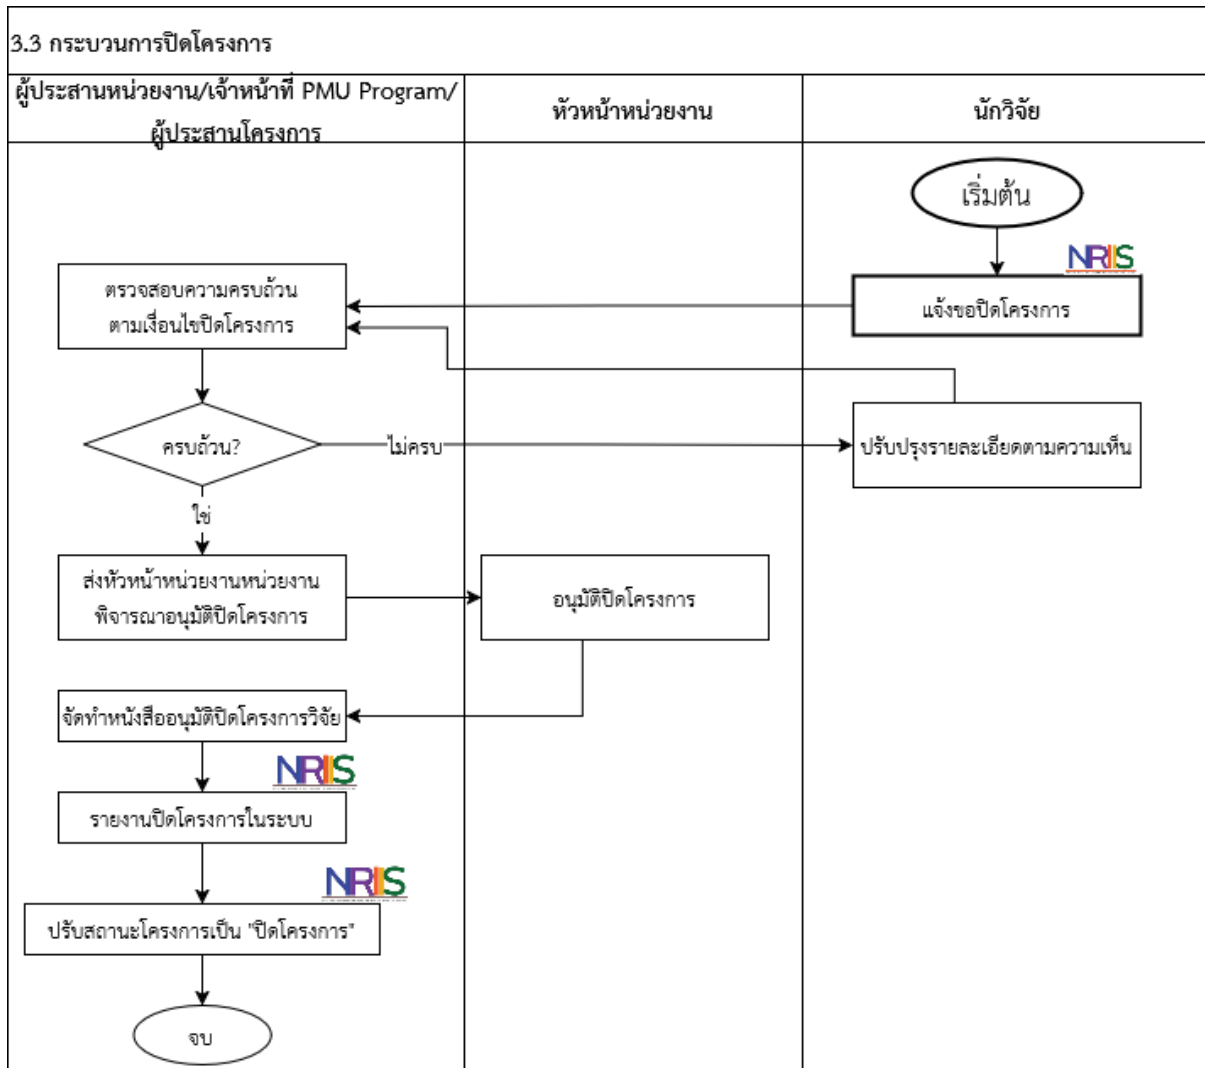 3.3 กระบวนการปิดโครงการ
ผู้ประสานหน่วยงาน/เจ้าหน้าที่ PMU Program/
ผู้ประสานโครงการ
หัวหน้าหน่วยงาน
นักวิจัย
เริ่มต้น
NRIIS
แจ้งขอปิดโครงการ
ตรวจสอบความครบถ้วน
ตามเงื่อนไขปิดโครงการ
ครบถ้วน?
ไม่ครบ
ปรับปรุงรายละเอียดตามความเห็น
ใช่
ส่งหัวหน้าหน่วยงานหน่วยงาน
พิจารณาอนุมัติปิดโครงการ
อนุมัติปิดโครงการ
จัดทำหนังสืออนุมัติปิดโครงการวิจัย
NRIIS
รายงานปิดโครงการในระบบ
NRIIS
ปรับสถานะโครงการเป็น "ปิดโครงการ"
จบ